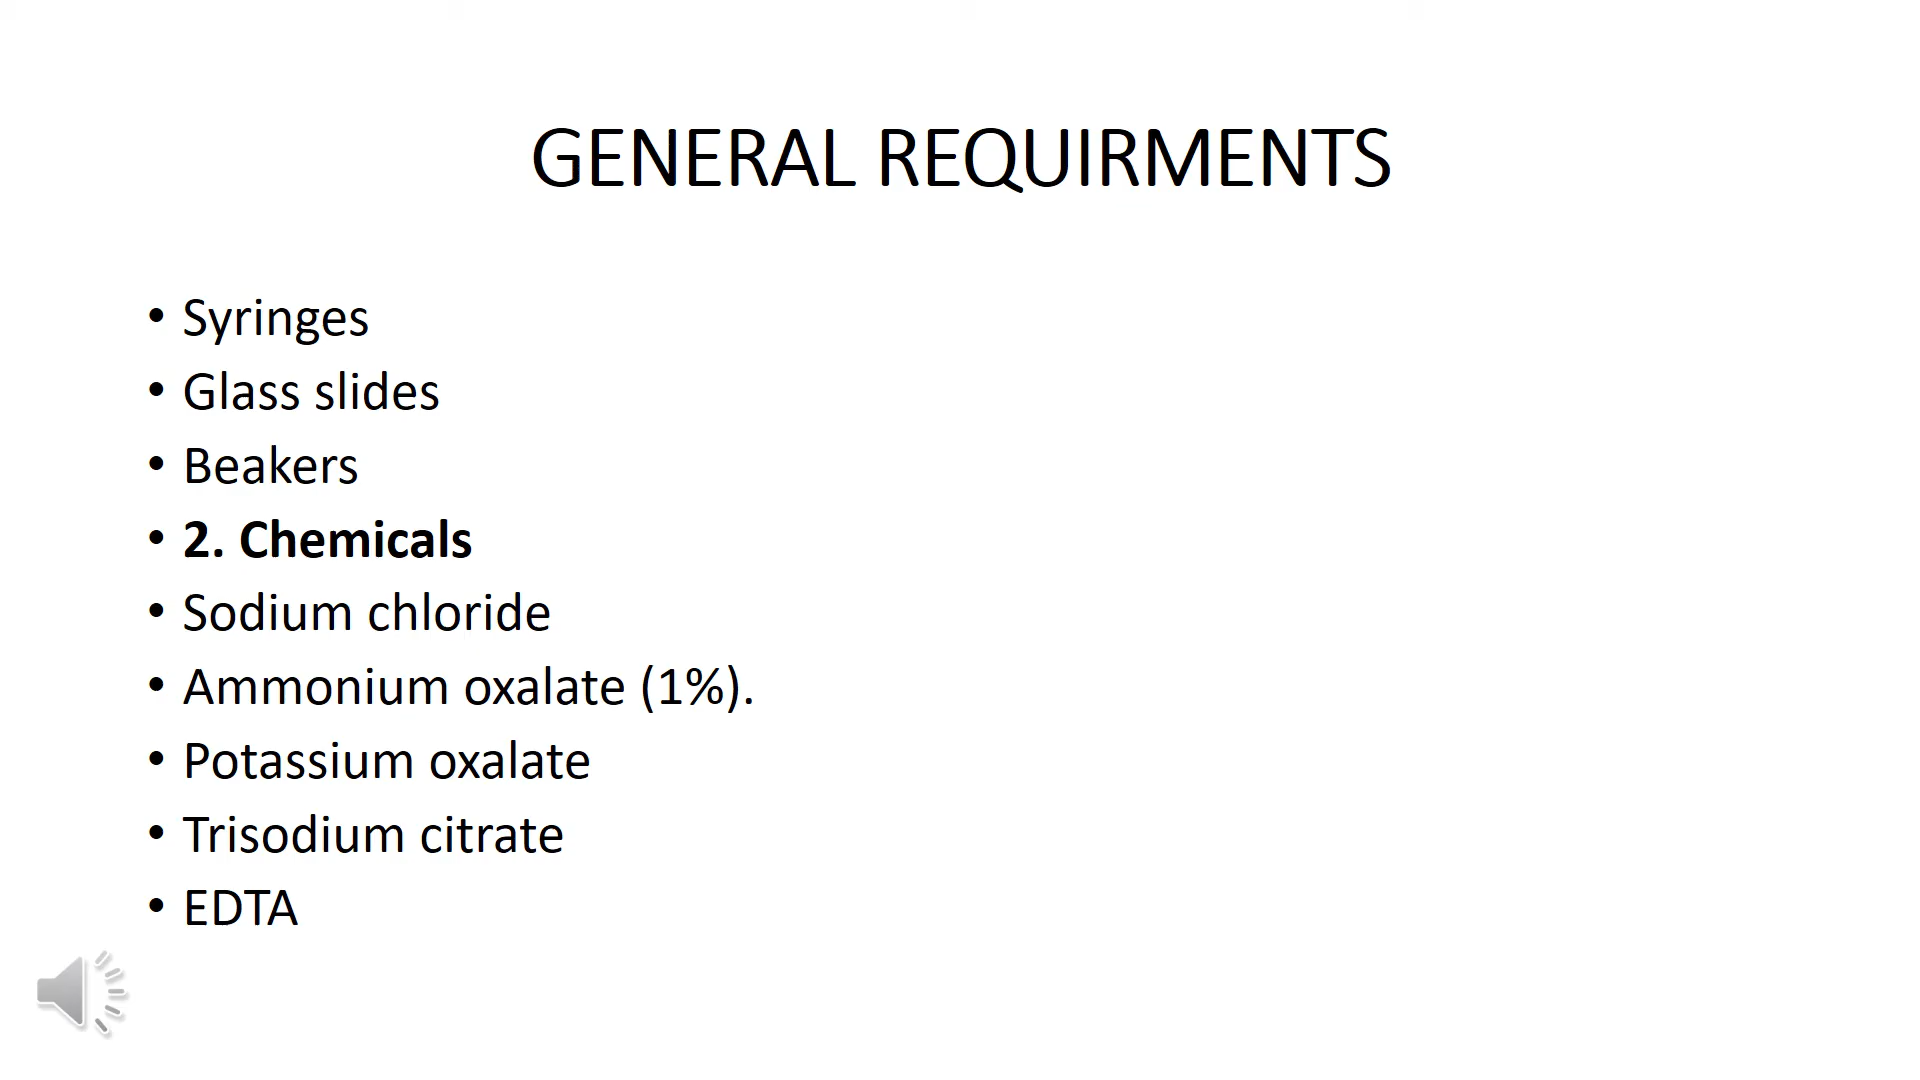 GENERAL REQUIRMENTS
• Syringes
• Glass slides
• Beakers
• 2. Chemicals
• Sodium chloride
• Ammonium oxalate (1%).
• Potassium oxalate
• Trisodium citrate
• EDTA